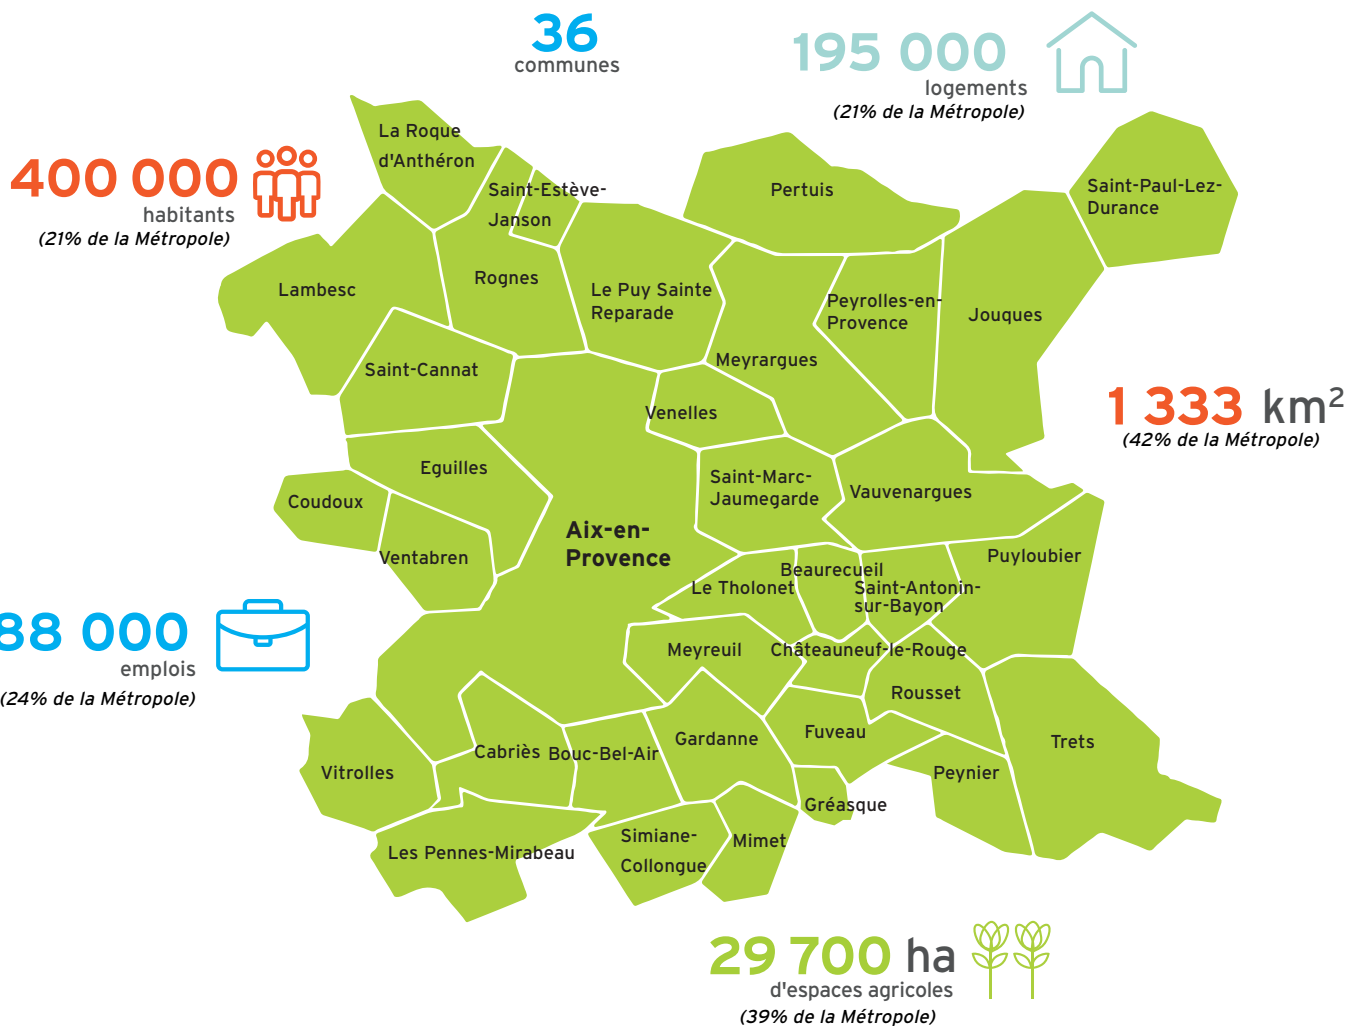 36
communes
195 000
logements
(21% de la Métropole)
400 000
habitants
(21% de la Métropole)
La Roque
d'Anthéron
Saint-Estève-
Janson
Pertuis
Saint-Paul-Lez-
Durance
Lambesc
Rognes
Le Puy Sainte
Reparade
Peyrolles-en-
Provence
Jouques
Saint-Cannat
Meyrargues
Venelles
1 333 km²
(42% de la Métropole)
Eguilles
Saint-Marc-
Jaumegarde
Vauvenargues
Coudoux
Aix-en-
Provence
Ventabren
Puyloubier
Beaurecueil
Le Tholonet
Saint-Antonin-
sur-Bayon
88 000
emplois
(24% de la Métropole)
Meyreuil
Châteauneuf-le-Rouge
Rousset
Fuveau
Gardanne
Trets
Cabriès
Bouc-Bel-Air
Vitrolles
Peynier
Gréasque
Simiane-
Collongue
Mimet
Les Pennes-Mirabeau
29 700 ha
d'espaces agricoles
(39% de la Métropole)